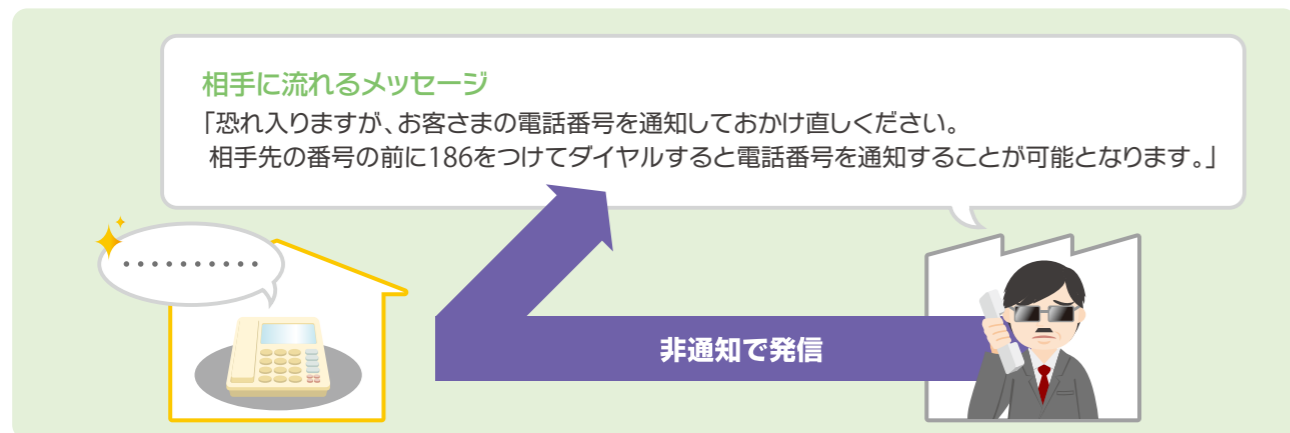 相手に流れるメッセージ
「恐れ入りますが、お客さまの電話番号を通知しておかけ直しください。
相手先の番号の前に186をつけてダイヤルすると電話番号を通知することが可能となります。」
・・・・・・・・・・
非通知で発信